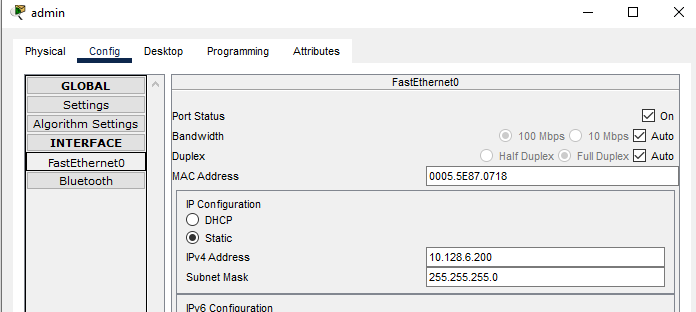 admin
Physical Config Desktop Programming Attributes
GLOBAL
Settings
Algorithm Settings
INTERFACE
FastEthernet0
Bluetooth
FastEthernet0
Port Status On
Bandwidth 100 Mbps 10 Mbps Auto
Duplex Half Duplex Full Duplex Auto
MAC Address 0005.5E87.0718
IP Configuration
DHCP
Static
IPv4 Address 10.128.6.200
Subnet Mask 255.255.255.0
IPv6 Configuration